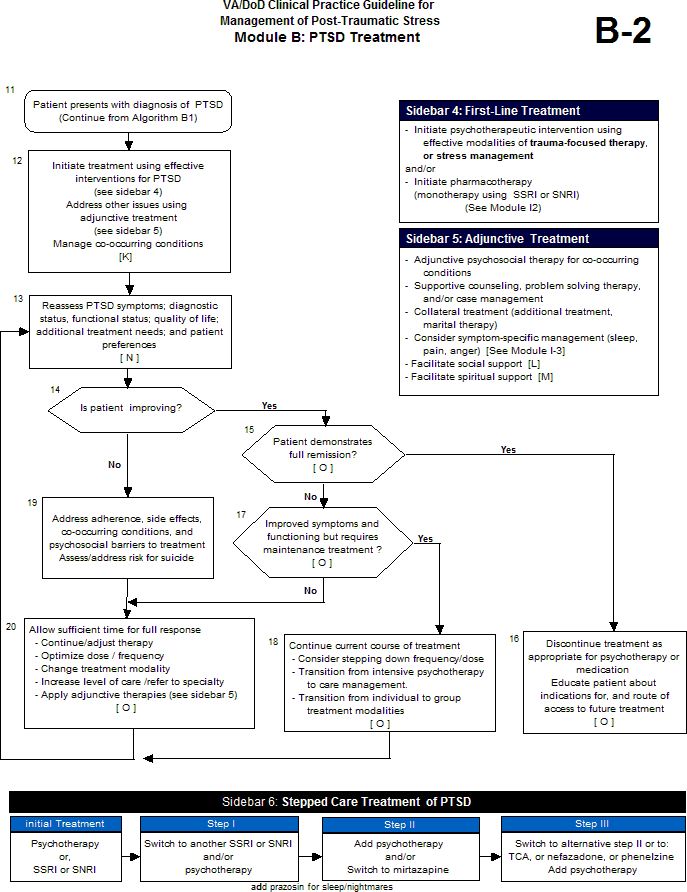 VA/DoD Clinical Practice Guideline for
Management of Post-Traumatic Stress
Module B: PTSD Treatment
B-2
11
Patient presents with diagnosis of PTSD
(Continue from Algorithm B1)
12
Initiate treatment using effective
interventions for PTSD
(see sidebar 4)
Address other issues using
adjunctive treatment
(see sidebar 5)
Manage co-occurring conditions
[K]
Sidebar 4: First-Line Treatment
- Initiate psychotherapeutic intervention using
effective modalities of trauma-focused therapy,
or stress management
and/or
- Initiate pharmacotherapy
(monotherapy using SSRI or SNRI)
(See Module I2)
Sidebar 5: Adjunctive Treatment
- Adjunctive psychosocial therapy for co-occurring
conditions
- Supportive counseling, problem solving therapy,
and/or case management
- Collateral treatment (additional treatment,
marital therapy)
- Consider symptom-specific management (sleep,
pain, anger) [See Module I-3]
- Facilitate social support [L]
- Facilitate spiritual support [M]
13
Reassess PTSD symptoms; diagnostic
status, functional status; quality of life;
additional treatment needs; and patient
preferences
[ N ]
14
Is patient improving?
Yes
No
15
Patient demonstrates
full remission?
[ O ]
Yes
No
19
Address adherence, side effects,
co-occurring conditions, and
psychosocial barriers to treatment
Assess/address risk for suicide
17
Improved symptoms and
functioning but requires
maintenance treatment ?
[ O ]
Yes
No
20
Allow sufficient time for full response
- Continue/adjust therapy
- Optimize dose / frequency
- Change treatment modality
- Increase level of care /refer to specialty
- Apply adjunctive therapies (see sidebar 5)
[ O ]
18
Continue current course of treatment
- Consider stepping down frequency/dose
- Transition from intensive psychotherapy
to care management.
- Transition from individual to group
treatment modalities
[ O ]
16
Discontinue treatment as
appropriate for psychotherapy or
medication
Educate patient about
indications for, and route of
access to future treatment
[ O ]
Sidebar 6: Stepped Care Treatment of PTSD
initial Treatment
Psychotherapy
or,
SSRI or SNRI
Step I
Switch to another SSRI or SNRI
and/or
psychotherapy
Step II
Add psychotherapy
and/or
Switch to mirtazapine
Step III
Switch to alternative step II or to:
TCA, or nefazodone, or phenelzine
Add psychotherapy
add prazosin for sleep/nightmares